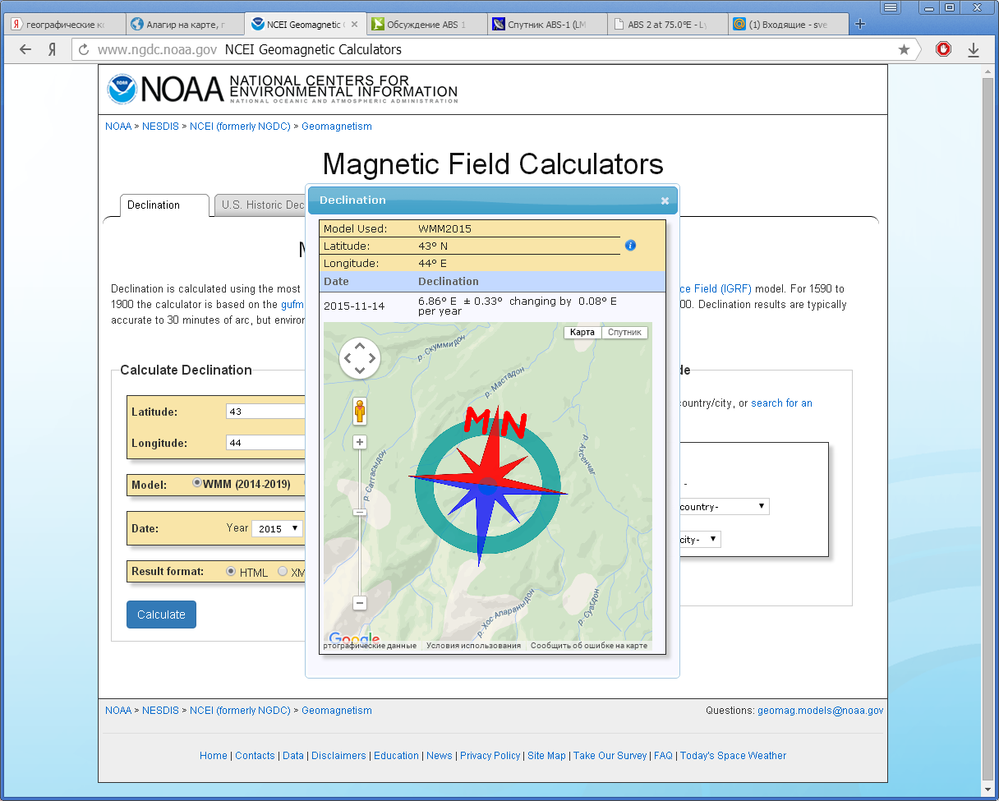 географические ко
Алагир на карте, г
NCEI Geomagnetic C
Обсуждение ABS 1
Спутник ABS-1 (LM
ABS 2 at 75.0°E - Ly
(1) Входящие - sve
www.ngdc.noaa.gov NCEI Geomagnetic Calculators
NOAA NATIONAL CENTERS FOR
ENVIRONMENTAL INFORMATION
NATIONAL OCEANIC AND ATMOSPHERIC ADMINISTRATION
NOAA > NESDIS > NCEI (formerly NGDC) > Geomagnetism
Magnetic Field Calculators
Declination
U.S. Historic Dec
Declination
Model Used: WMM2015
Latitude: 43° N
Longitude: 44° E
Date Declination
2015-11-14 6.86° E ± 0.33° changing by 0.08° E
per year
Declination is calculated using the most
ce Field (IGRF) model. For 1590 to
1900 the calculator is based on the gufm
00. Declination results are typically
accurate to 30 minutes of arc, but environ
Карта Спутник
р. Скуммидон
р. Мастадон
р. Ахсинчат
р. Саггасыдон
р. Хос Апараныдон
р. Сувгдон
M N
Google
ртографические данные Условия использования Сообщить об ошибке на карте
Calculate Declination
Latitude: 43
Longitude: 44
Model: WMM (2014-2019)
Date: Year 2015
Result format: HTML XM
Calculate
de
country/city, or search for an
-
country-
city-
NOAA > NESDIS > NCEI (formerly NGDC) > Geomagnetism
Questions: geomag.models@noaa.gov
Home | Contacts | Data | Disclaimers | Education | News | Privacy Policy | Site Map | Take Our Survey | FAQ | Today's Space Weather